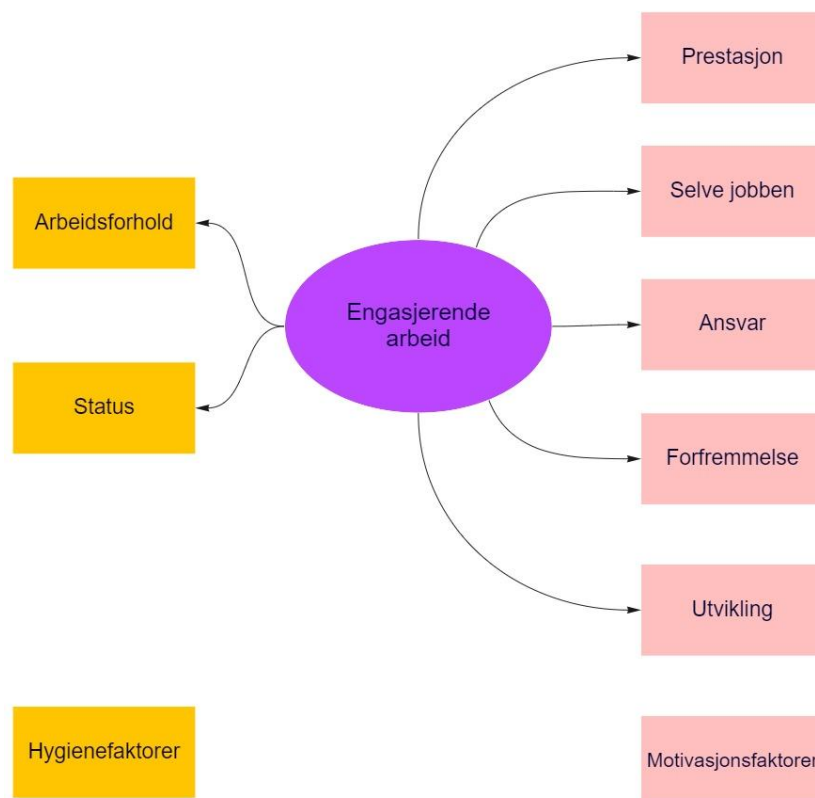 Prestasjon
Selve jobben
Arbeidsforhold
Engasjerende
arbeid
Ansvar
Status
Forfremmelse
Utvikling
Hygienefaktorer
Motivasjonsfaktorer